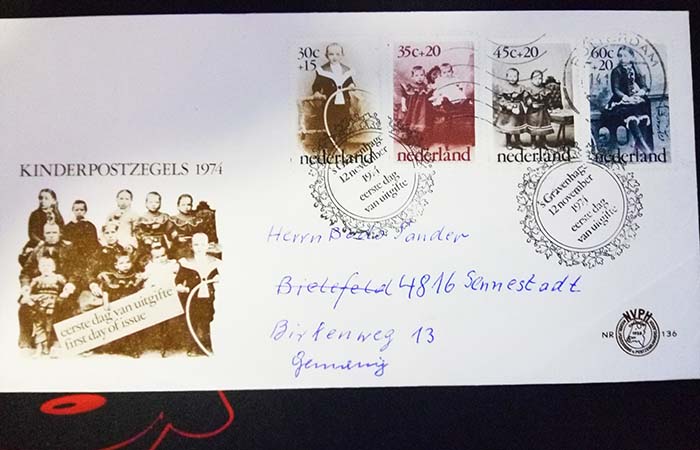 30c
+15
nederland
35c+20
nederland
45c+20
nederland
60c
+20
nederland
ROTTERDAM
's Gravenhage
12 november
1974
eerste dag
van uitgifte
's Gravenhage
12 november
1974
eerste dag
van uitgifte
KINDERPOSTZEGELS 1974
eerste dag van uitgifte
first day of issue
Herrn Sander
Bielefeld 4816 Sennestadt
Birkenweg 13
Germany
NVPH
NR 136